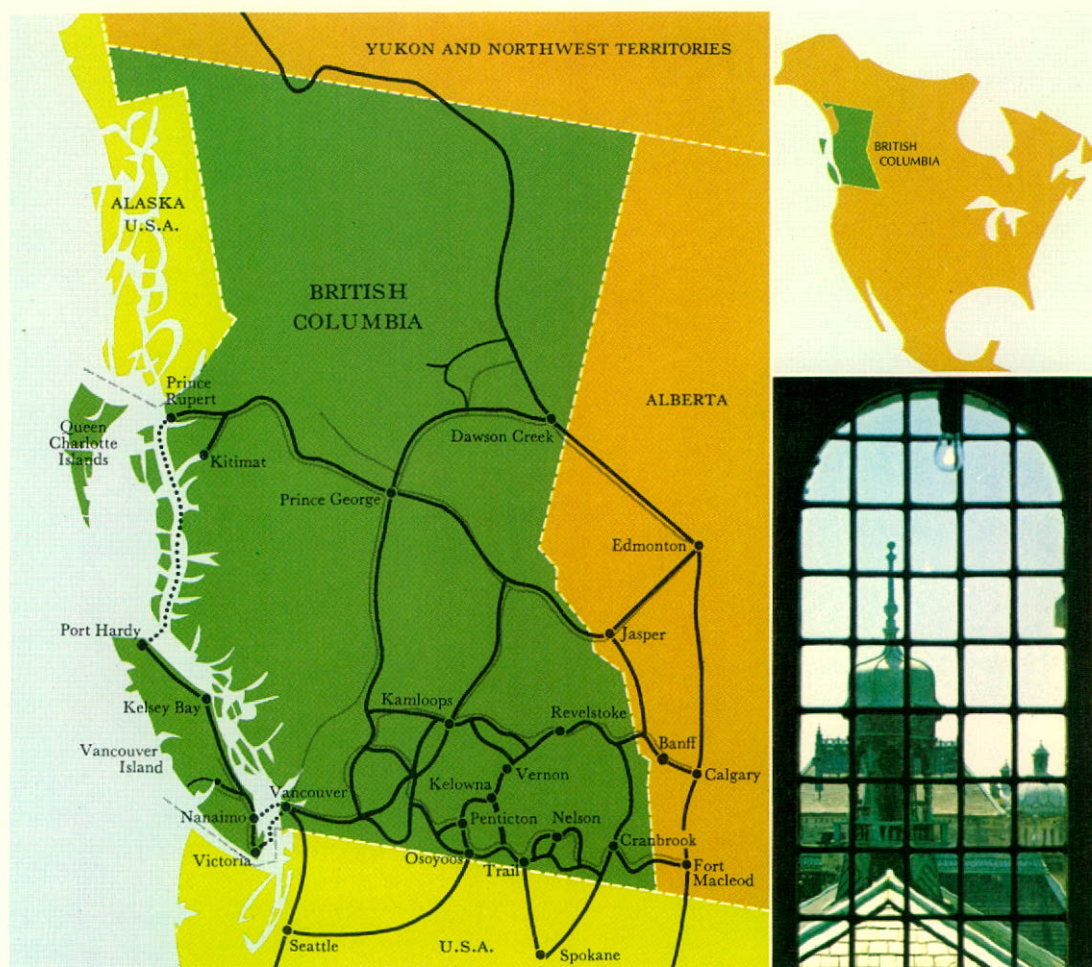 YUKON AND NORTHWEST TERRITORIES
ALASKA
U.S.A.
BRITISH
COLUMBIA
Prince
Rupert
Queen
Charlotte
Islands
Kitimat
Dawson Creek
ALBERTA
Prince George
Edmonton
Port Hardy
Jasper
Kelsey Bay
Kamloops
Revelstoke
Vancouver
Island
Banff
Vernon
Calgary
Kelowna
Vancouver
Nanaimo
Penticton
Nelson
Cranbrook
Victoria
Osoyoos
Trail
Fort
Macleod
Seattle
U.S.A.
Spokane
BRITISH
COLUMBIA